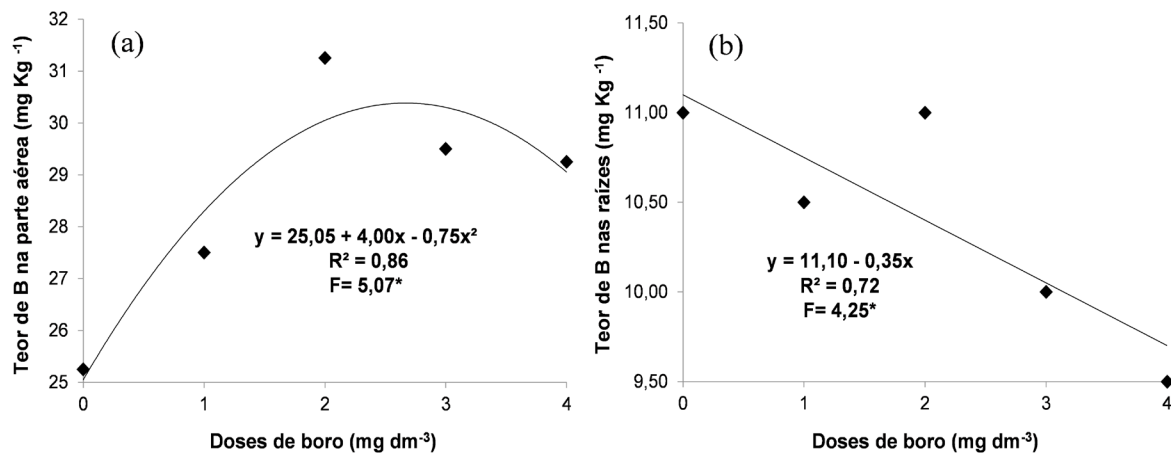 (a)
Teor de B na parte aérea (mg Kg ⁻¹)
32
31
30
29
28
27
26
25
y = 25,05 + 4,00x - 0,75x²
R² = 0,86
F= 5,07*
0 1 2 3 4
Doses de boro (mg dm⁻³)
(b)
Teor de B nas raízes (mg Kg ⁻¹)
11,50
11,00
10,50
10,00
9,50
y = 11,10 - 0,35x
R² = 0,72
F= 4,25*
0 1 2 3 4
Doses de boro (mg dm⁻³)